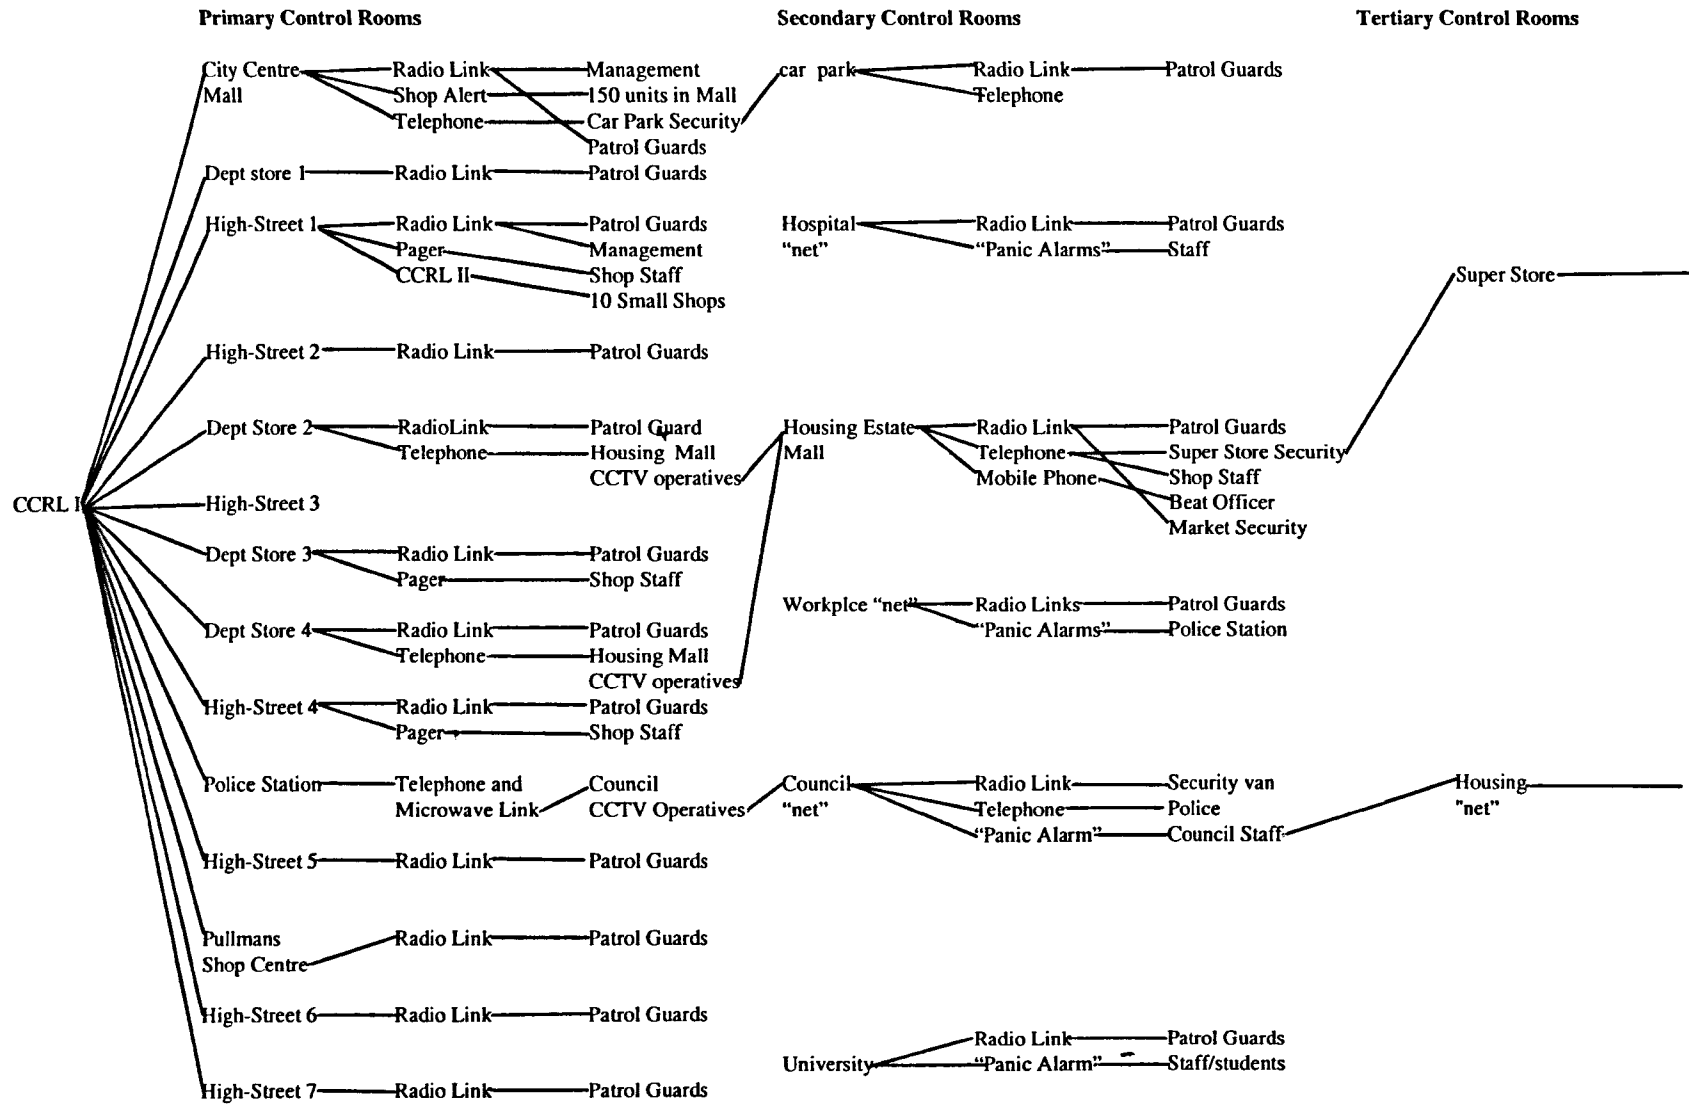 Primary Control Rooms Secondary Control Rooms Tertiary Control Rooms
City Centre Radio Link Management car park Radio Link Patrol Guards
Mall Shop Alert 150 units in Mall Telephone
Telephone Car Park Security
Patrol Guards
Dept store 1 Radio Link Patrol Guards
High-Street 1 Radio Link Patrol Guards Hospital Radio Link Patrol Guards
Pager Management "net" "Panic Alarms" Staff
CCRL II Shop Staff Super Store
10 Small Shops
High-Street 2 Radio Link Patrol Guards
Dept Store 2 RadioLink Patrol Guard Housing Estate Radio Link Patrol Guards
Telephone Housing Mall Mall Telephone Super Store Security
CCTV operatives Mobile Phone Shop Staff
CCRL I High-Street 3 Beat Officer
Market Security
Dept Store 3 Radio Link Patrol Guards
Pager Shop Staff
Workplce "net" Radio Links Patrol Guards
Dept Store 4 Radio Link Patrol Guards "Panic Alarms" Police Station
Telephone Housing Mall
CCTV operatives
High-Street 4 Radio Link Patrol Guards
Pager Shop Staff
Police Station Telephone and Council Council Radio Link Security van Housing
Microwave Link CCTV Operatives "net" Telephone Police "net"
"Panic Alarm" Council Staff
High-Street 5 Radio Link Patrol Guards
Pullmans Radio Link Patrol Guards
Shop Centre
High-Street 6 Radio Link Patrol Guards
Radio Link Patrol Guards
University "Panic Alarm" Staff/students
High-Street 7 Radio Link Patrol Guards